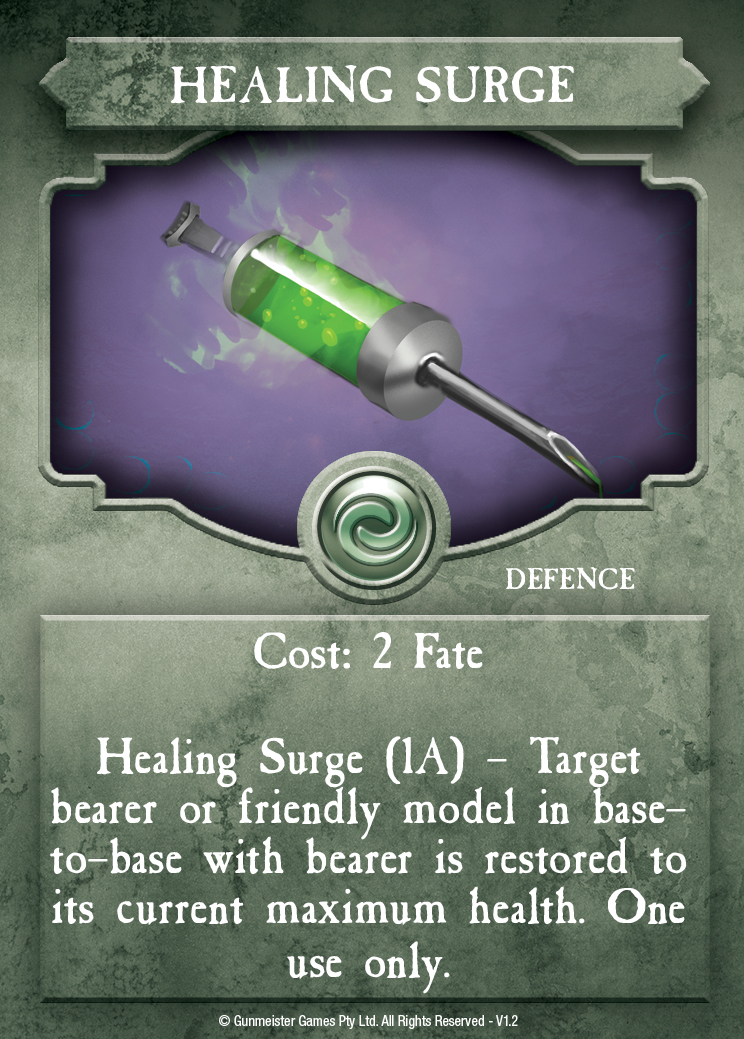 HEALING SURGE
DEFENCE
Cost: 2 Fate
Healing Surge (1A) – Target
bearer or friendly model in base–
to–base with bearer is restored to
its current maximum health. One
use only.
© Gunmeister Games Pty Ltd. All Rights Reserved - V1.2